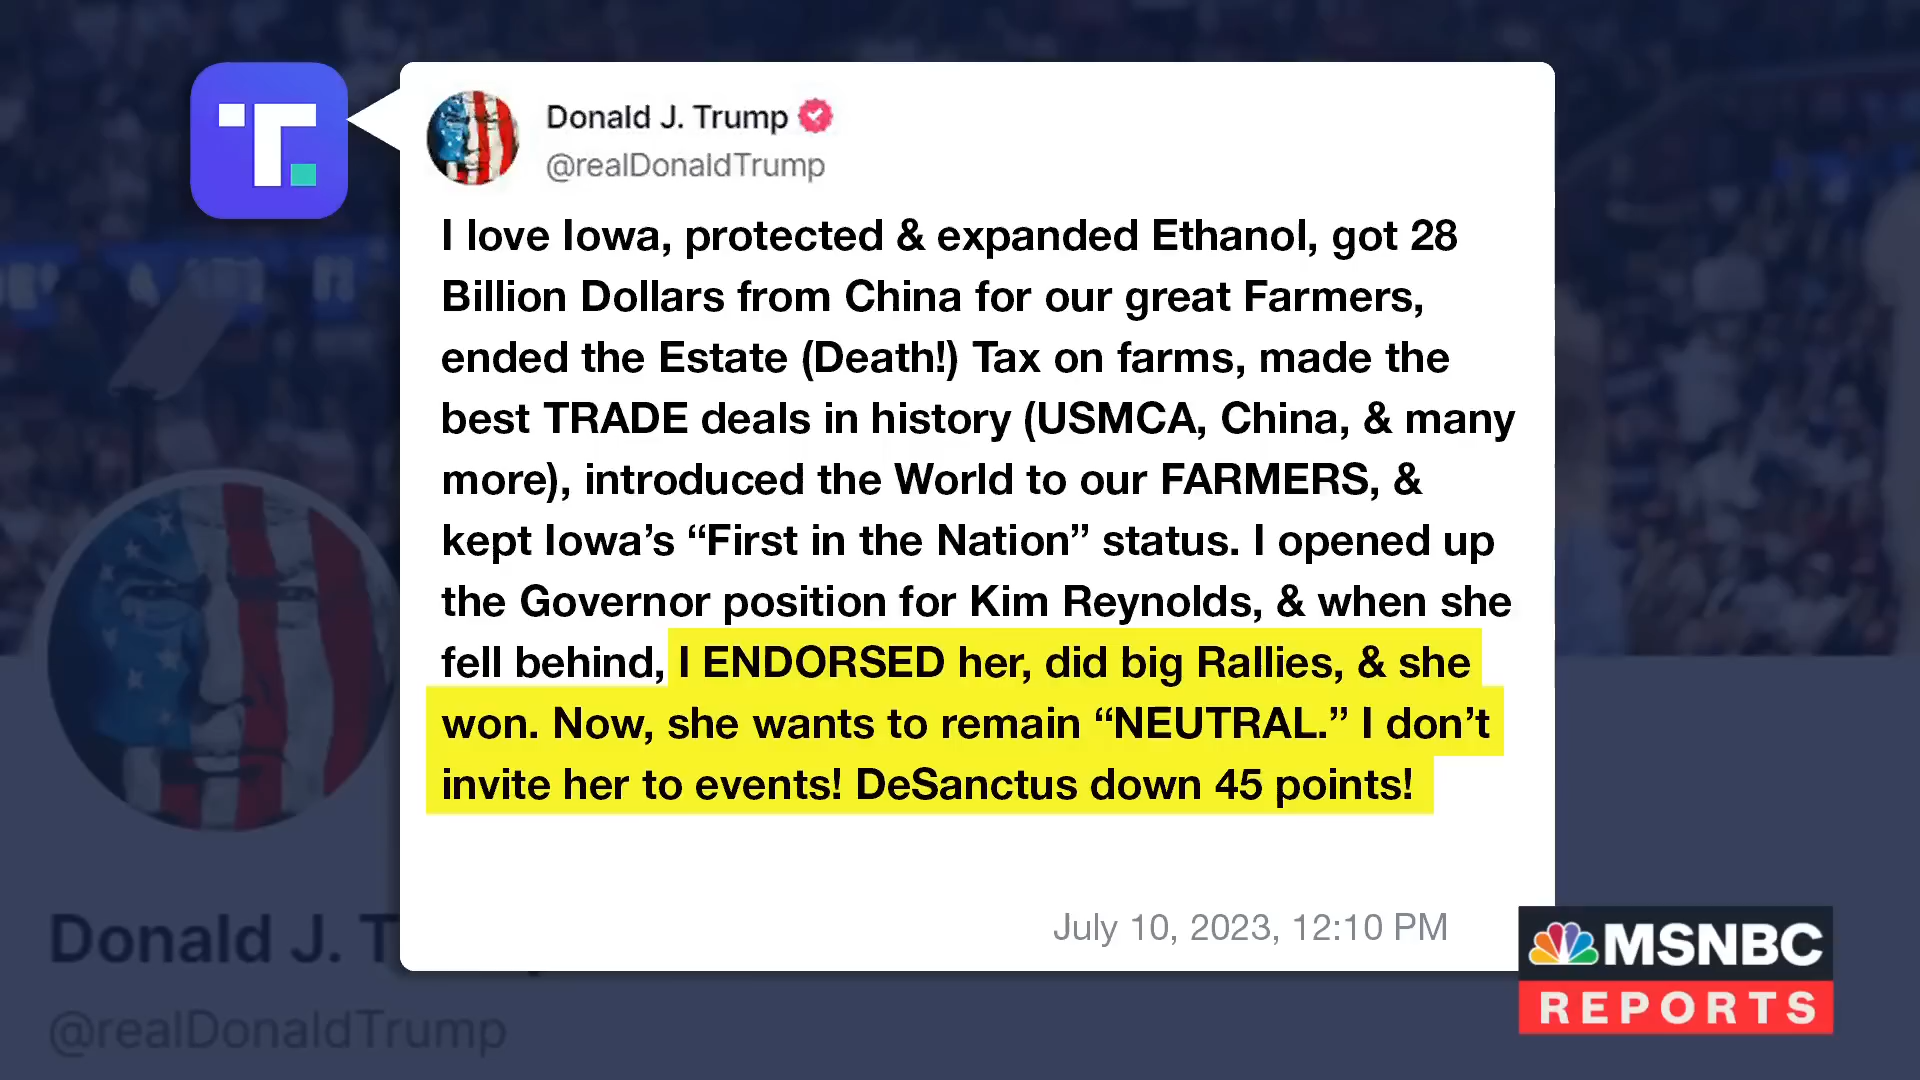 T.
Donald J. Trump
@realDonaldTrump
I love Iowa, protected & expanded Ethanol, got 28
Billion Dollars from China for our great Farmers,
ended the Estate (Death!) Tax on farms, made the
best TRADE deals in history (USMCA, China, & many
more), introduced the World to our FARMERS, &
kept Iowa’s “First in the Nation” status. I opened up
the Governor position for Kim Reynolds, & when she
fell behind, I ENDORSED her, did big Rallies, & she
won. Now, she wants to remain “NEUTRAL.” I don’t
invite her to events! DeSanctus down 45 points!
July 10, 2023, 12:10 PM
Donald J. T
@realDonaldTrump
MSNBC
REPORTS